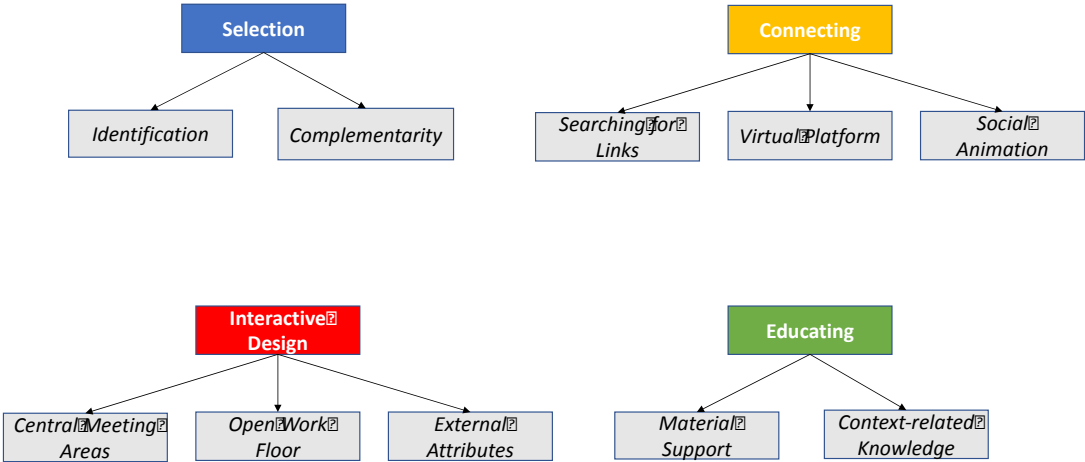 Selection
Connecting
Identification
Complementarity
Searching for
Links
Virtual Platform
Social
Animation
Interactive
Design
Educating
Central Meeting
Areas
Open Work
Floor
External
Attributes
Material
Support
Context-related
Knowledge